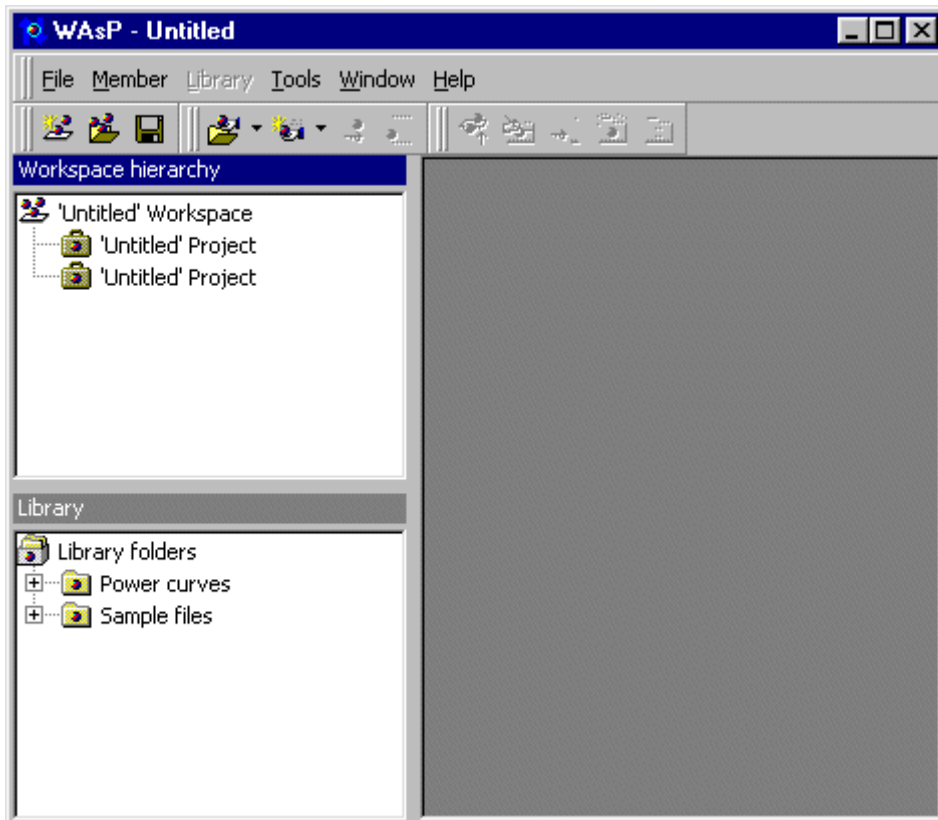 WAsP - Untitled
File Member Library Tools Window Help
Workspace hierarchy
'Untitled' Workspace
'Untitled' Project
'Untitled' Project
Library
Library folders
Power curves
Sample files